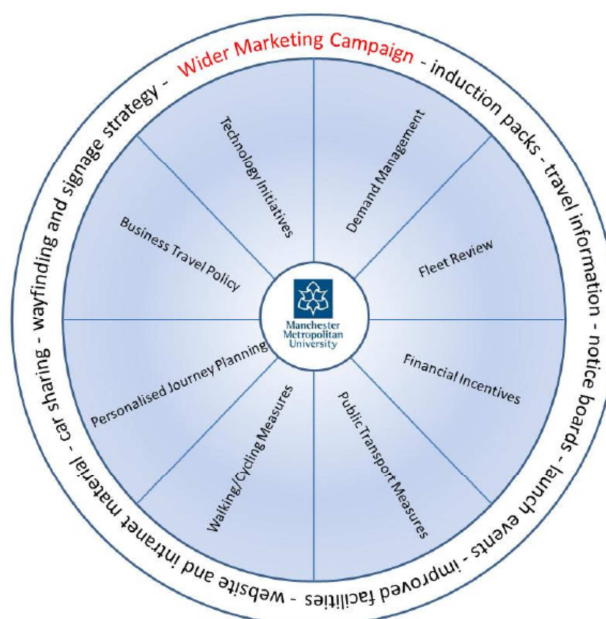 Wider Marketing Campaign - induction packs - travel information - notice boards - launch events - improved facilities - website and intranet material - car sharing - wayfinding and signage strategy -
Technology Initiatives
Demand Management
Business Travel Policy
Fleet Review
Manchester
Metropolitan
University
Personalised Journey Planning
Financial Incentives
Walking/Cycling Measures
Public Transport Measures